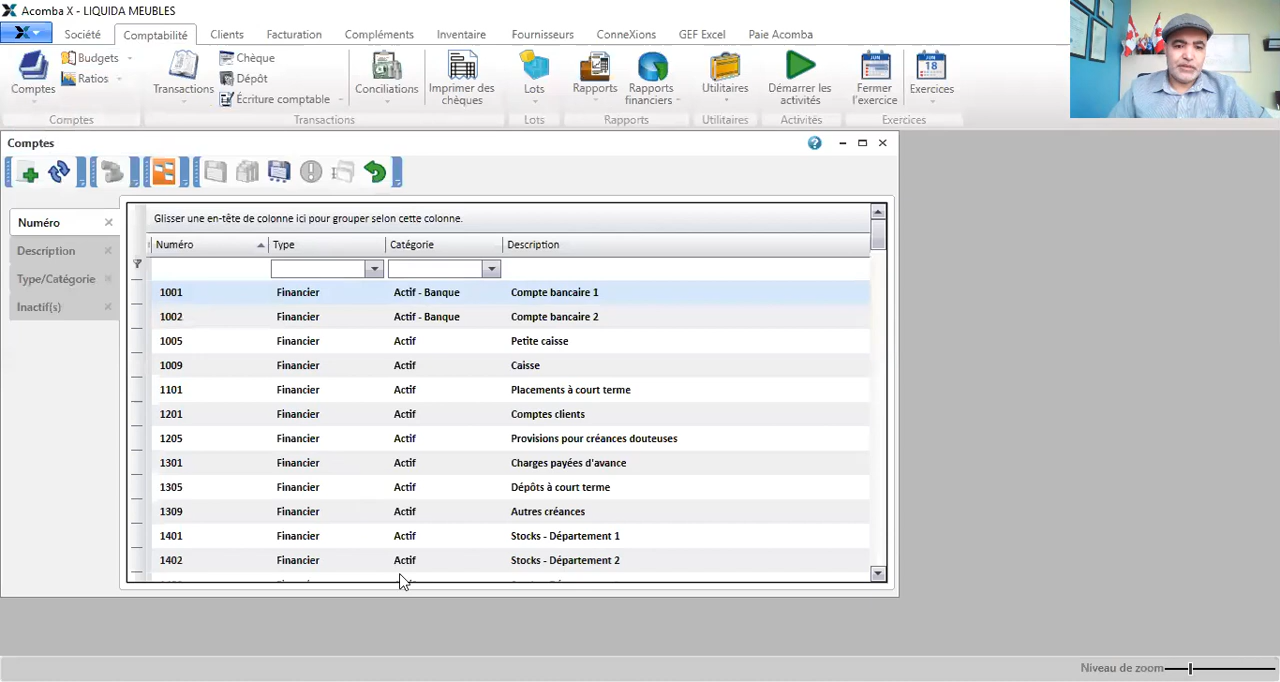 Acomba X - LIQUIDA MEUBLES
Société Comptabilité Clients Facturation Compléments Inventaire Fournisseurs ConneXions GEF Excel Paie Acomba
Comptes
Budgets
Ratios
Transactions
Chèque
Dépôt
Écriture comptable
Conciliations
Imprimer des chèques
Lots
Rapports
Rapports financiers
Utilitaires
Démarrer les activités
JUN
Fermer l'exercice
JUN
18
Exercices
Comptes Transactions Lots Rapports Utilitaires Activités Exercices
Comptes
Numéro
Description
Type/Catégorie
Inactif(s)
Glisser une en-tête de colonne ici pour grouper selon cette colonne.
Numéro Type Catégorie Description
1001 Financier Actif - Banque Compte bancaire 1
1002 Financier Actif - Banque Compte bancaire 2
1005 Financier Actif Petite caisse
1009 Financier Actif Caisse
1101 Financier Actif Placements à court terme
1201 Financier Actif Comptes clients
1205 Financier Actif Provisions pour créances douteuses
1301 Financier Actif Charges payées d'avance
1305 Financier Actif Dépôts à court terme
1309 Financier Actif Autres créances
1401 Financier Actif Stocks - Département 1
1402 Financier Actif Stocks - Département 2
Niveau de zoom